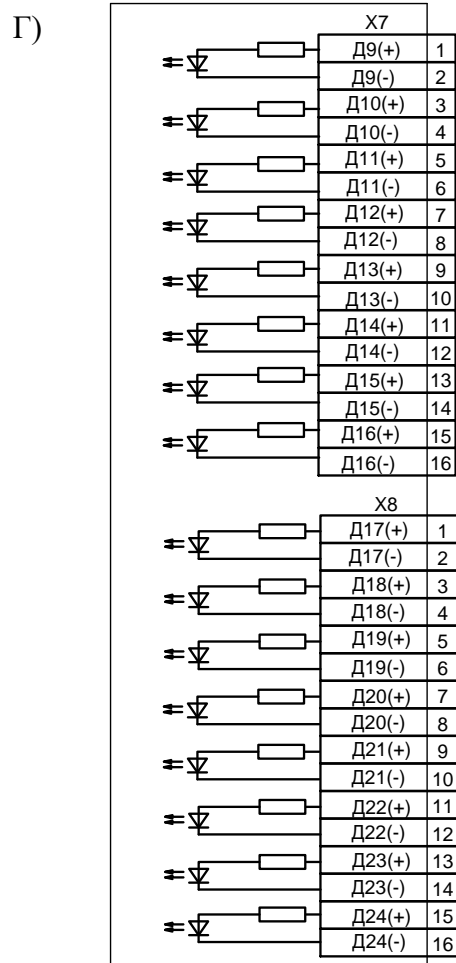 Г)
X7
Д9(+) 1
Д9(-) 2
Д10(+) 3
Д10(-) 4
Д11(+) 5
Д11(-) 6
Д12(+) 7
Д12(-) 8
Д13(+) 9
Д13(-) 10
Д14(+) 11
Д14(-) 12
Д15(+) 13
Д15(-) 14
Д16(+) 15
Д16(-) 16
X8
Д17(+) 1
Д17(-) 2
Д18(+) 3
Д18(-) 4
Д19(+) 5
Д19(-) 6
Д20(+) 7
Д20(-) 8
Д21(+) 9
Д21(-) 10
Д22(+) 11
Д22(-) 12
Д23(+) 13
Д23(-) 14
Д24(+) 15
Д24(-) 16